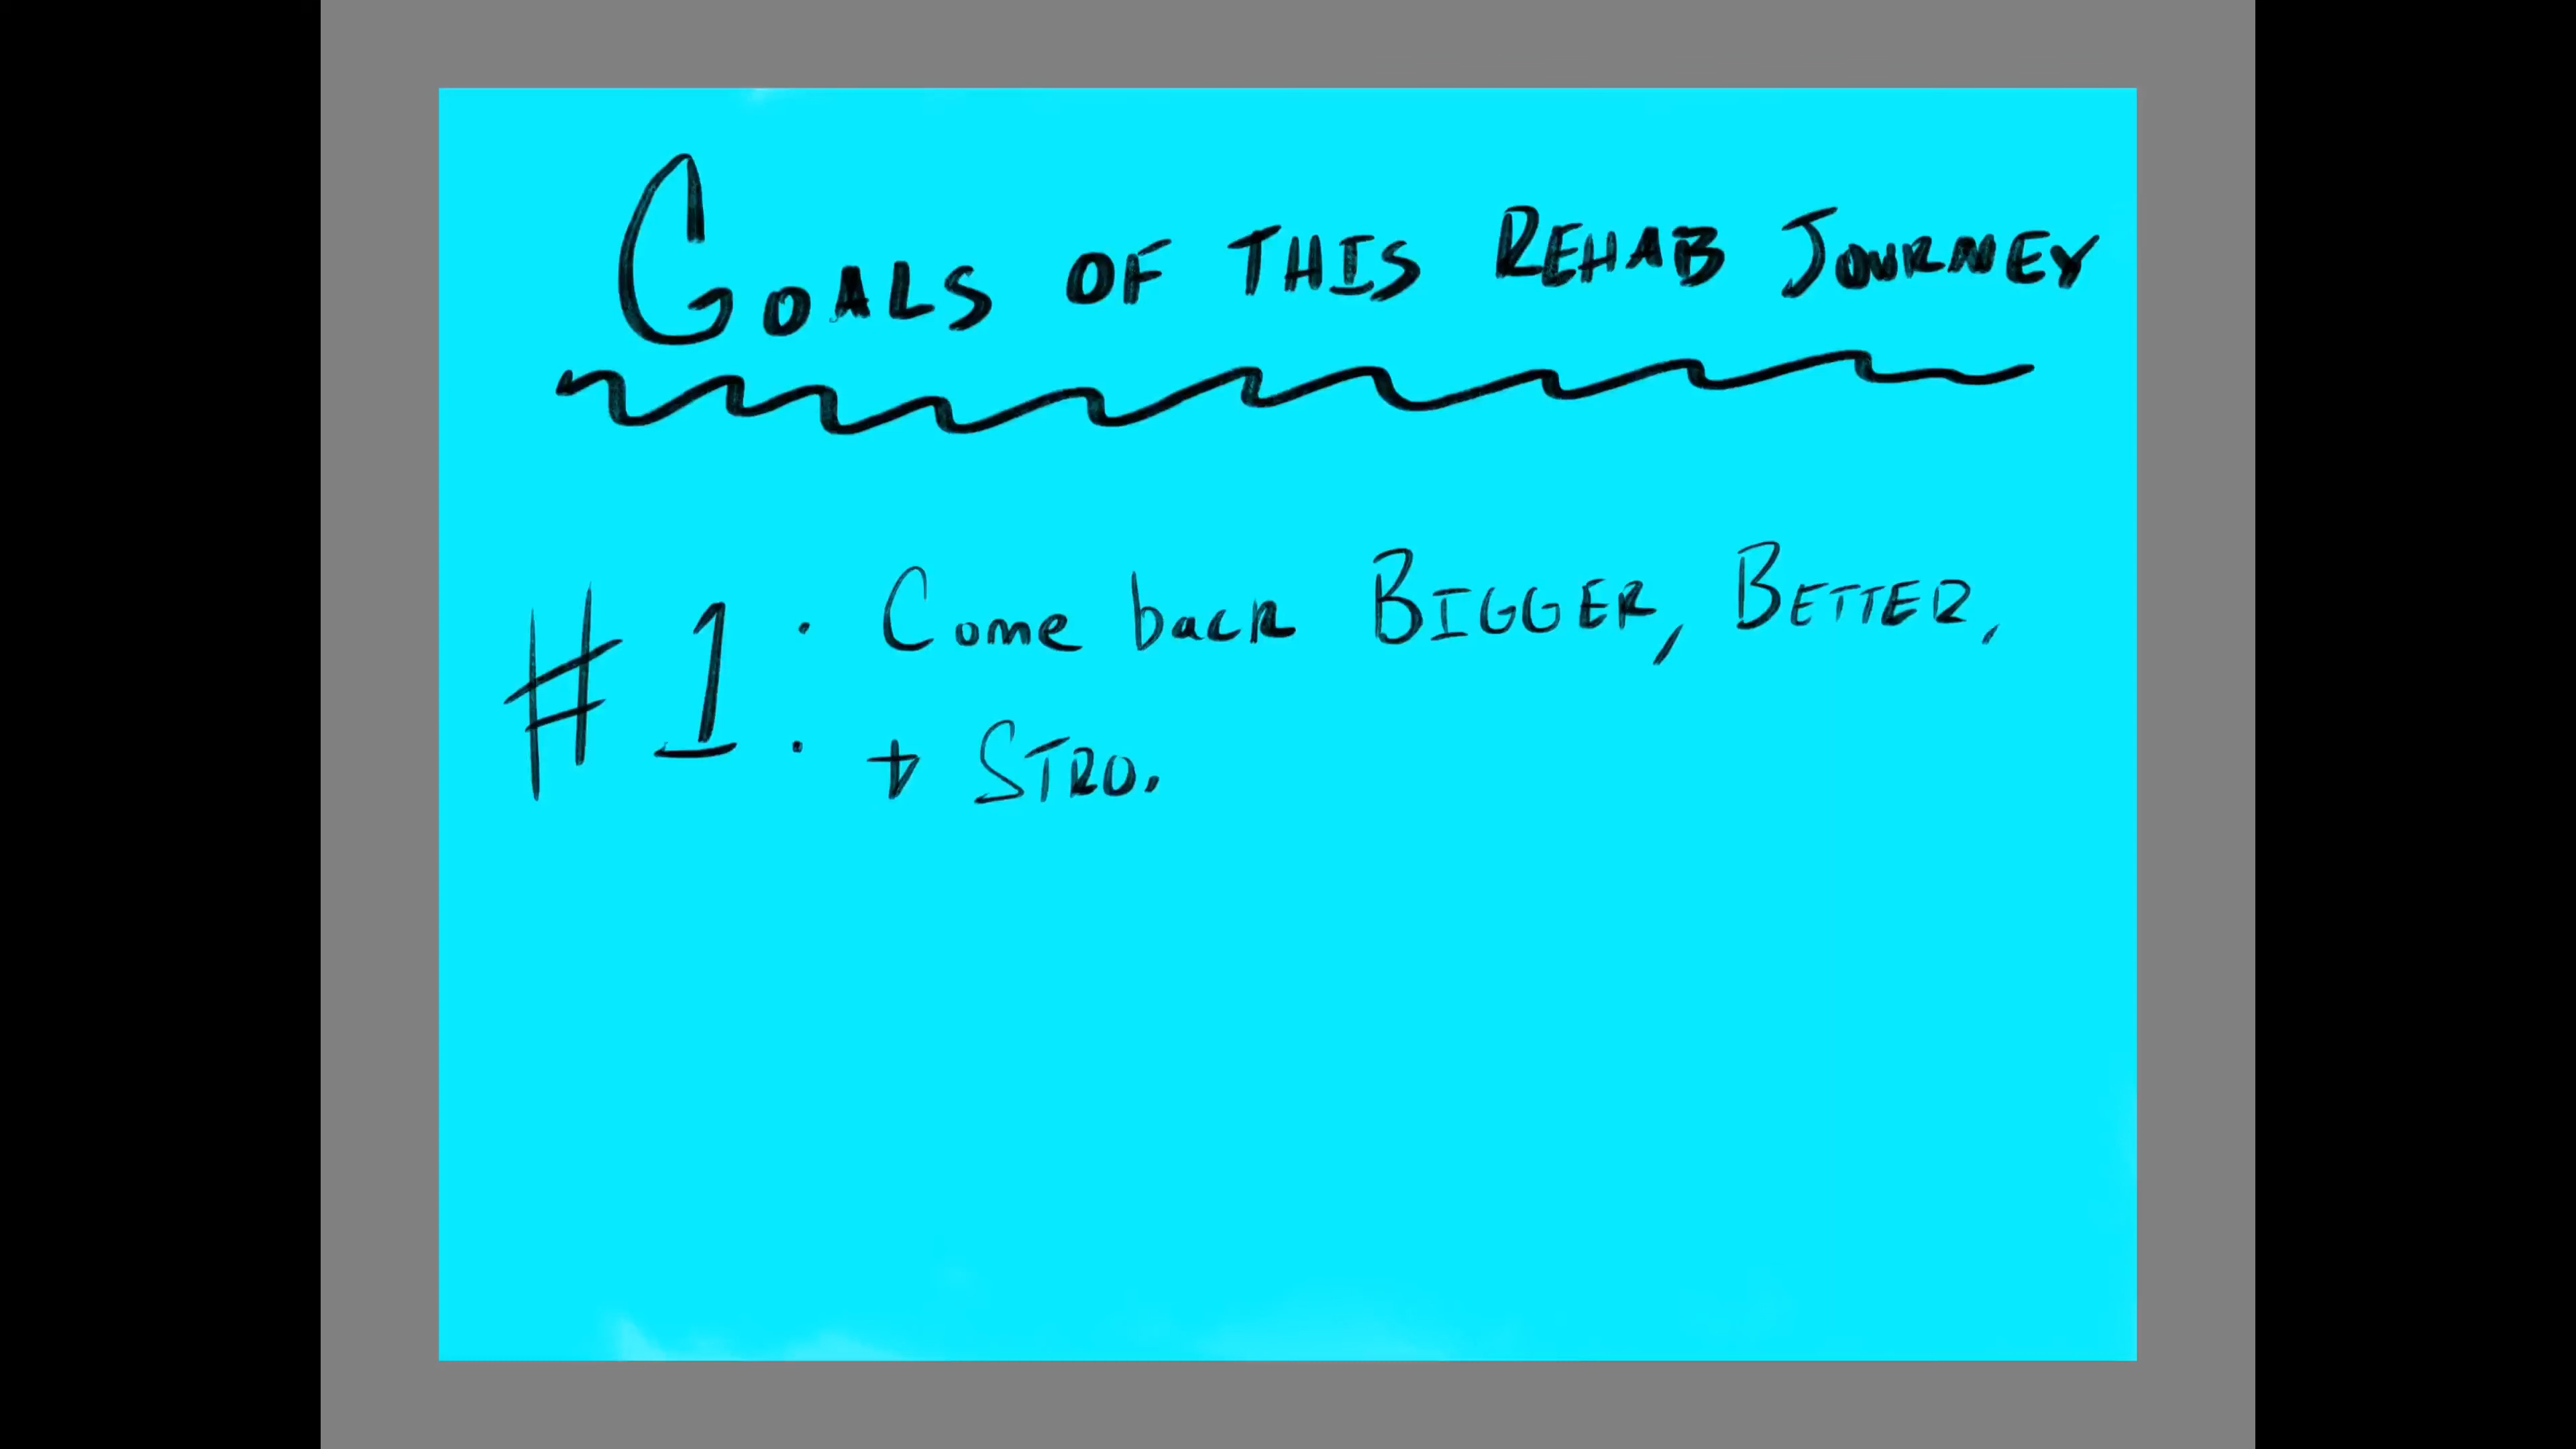 GOALS OF THIS REHAB JOURNEY
#1: Come back BIGGER, BETTER,
+ STRO.